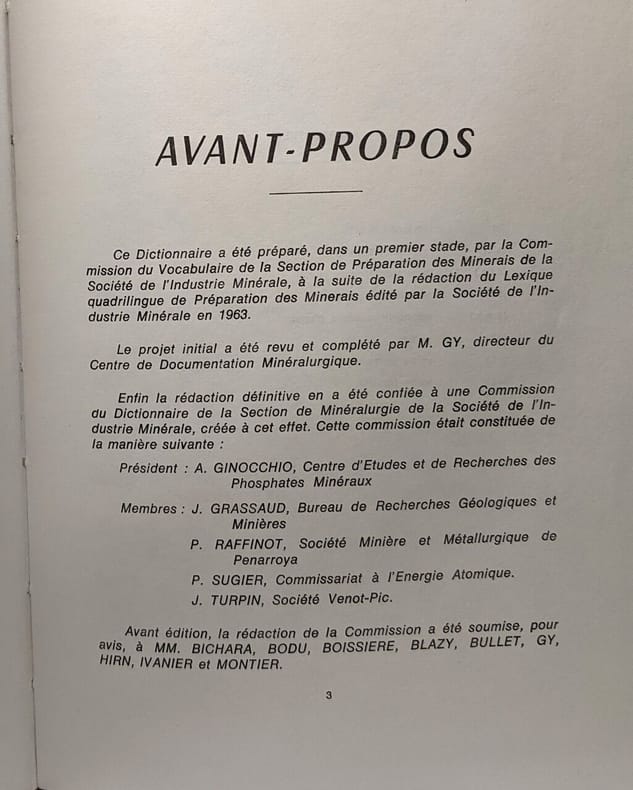 AVANT-PROPOS
Ce Dictionnaire a été préparé, dans un premier stade, par la Com-
mission du Vocabulaire de la Section de Préparation des Minerais de la
Société de l'Industrie Minérale, à la suite de la rédaction du Lexique
quadrilingue de Préparation des Minerais édité par la Société de l'In-
dustrie Minérale en 1963.
Le projet initial a été revu et complété par M. GY, directeur du
Centre de Documentation Minéralurgique.
Enfin la rédaction définitive en a été confiée à une Commission
du Dictionnaire de la Section de Minéralurgie de la Société de l'In-
dustrie Minérale, créée à cet effet. Cette commission était constituée de
la manière suivante :
Président : A. GINOCCHIO, Centre d'Etudes et de Recherches des
Phosphates Minéraux
Membres : J. GRASSAUD, Bureau de Recherches Géologiques et
Minières
P. RAFFINOT, Société Minière et Métallurgique de
Penarroya
P. SUGIER, Commissariat à l'Energie Atomique.
J. TURPIN, Société Venot-Pic.
Avant édition, la rédaction de la Commission a été soumise, pour
avis, à MM. BICHARA, BODU, BOISSIERE, BLAZY, BULLET, GY,
HIRN, IVANIER et MONTIER.
3